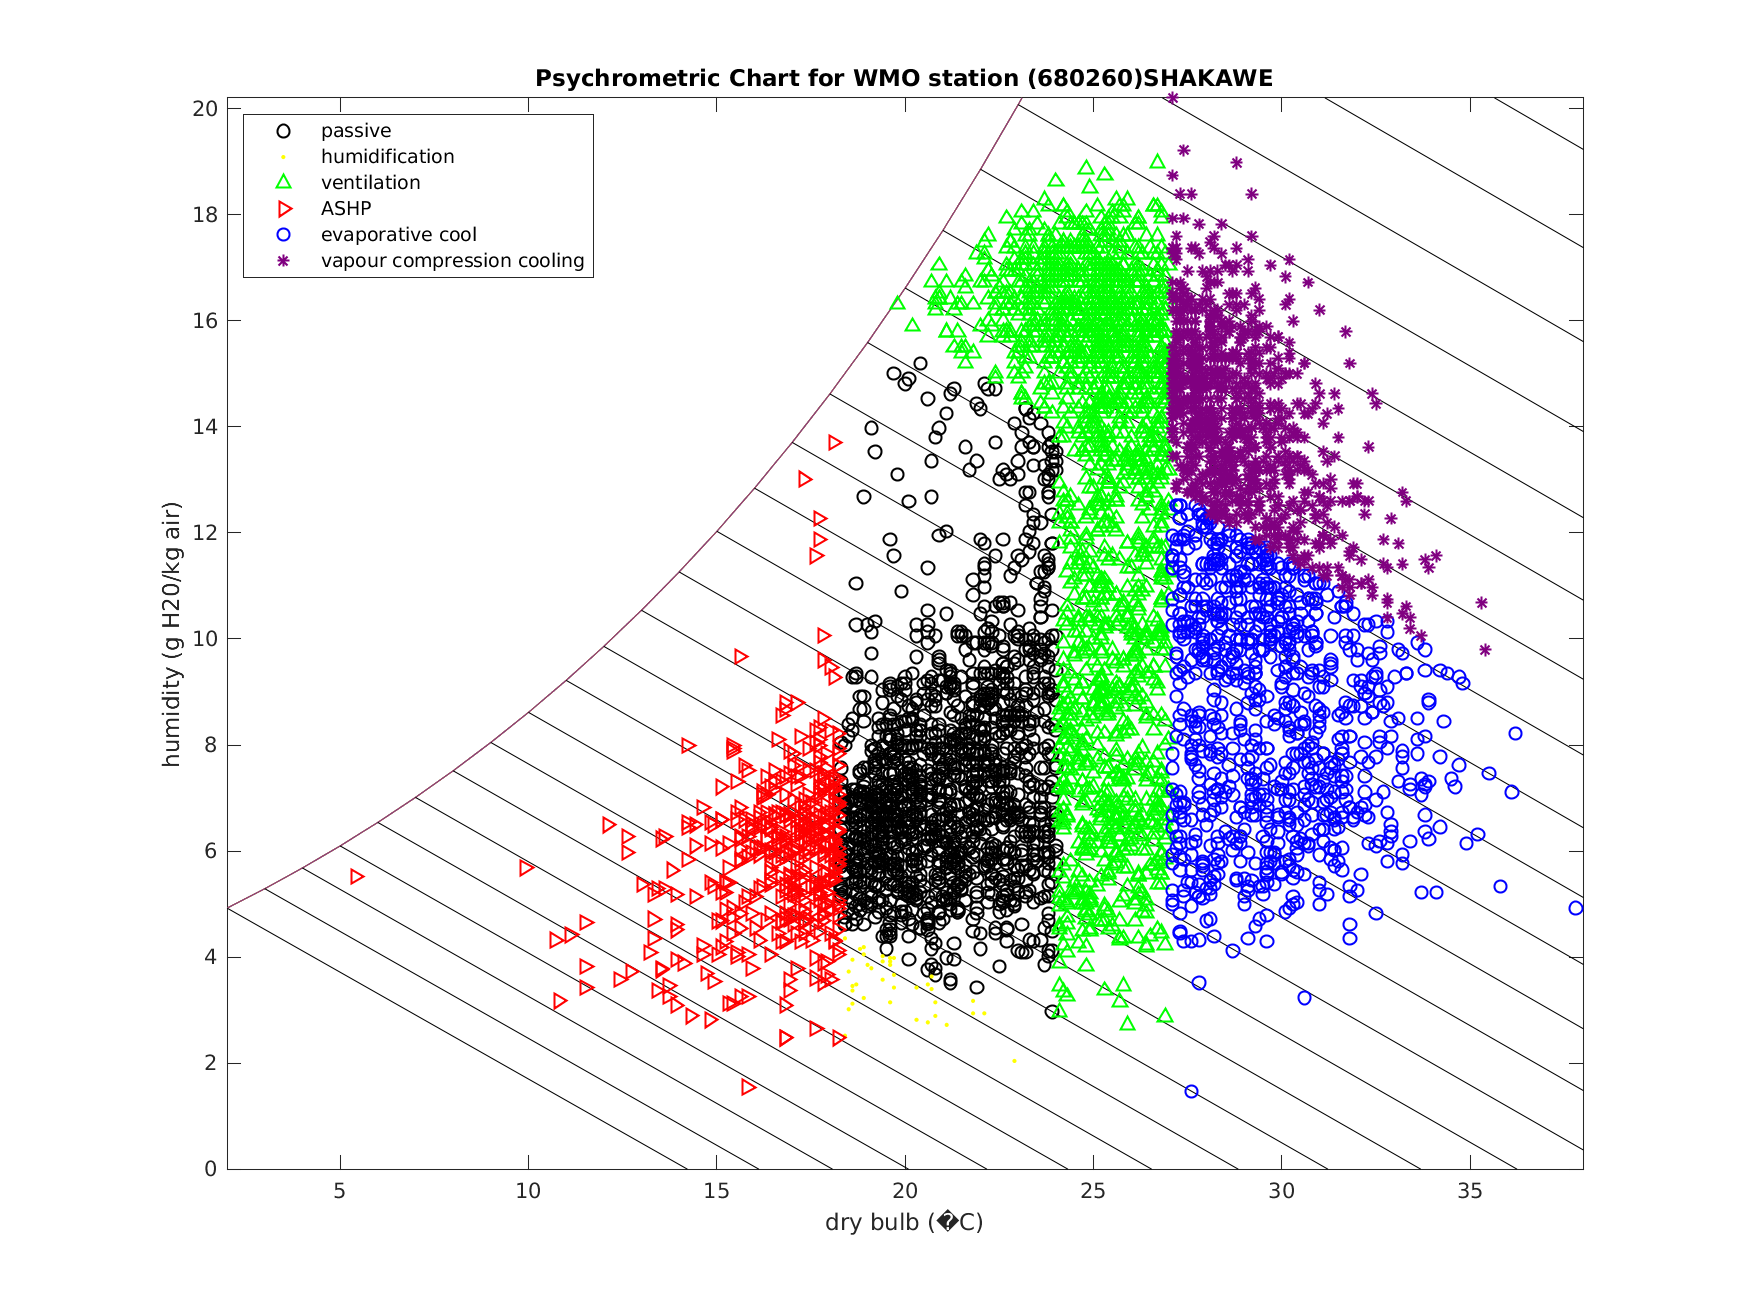 Psychrometric Chart for WMO station (680260)SHAKAWE
20
18
16
14
12
10
8
6
4
2
0
humidity (g H20/kg air)
passive
humidification
ventilation
ASHP
evaporative cool
vapour compression cooling
5 10 15 20 25 30 35
dry bulb (�C)